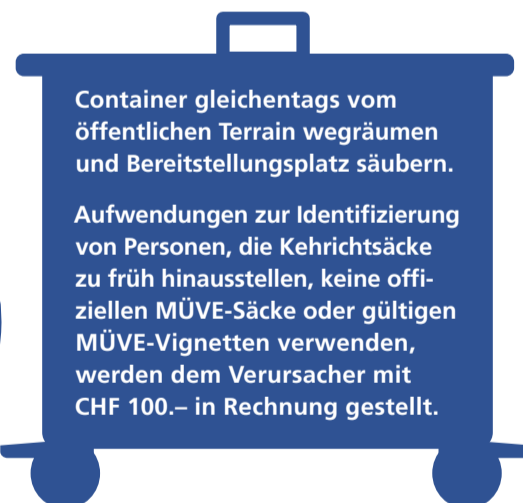 Container gleichentags vom
öffentlichen Terrain wegräumen
und Bereitstellungsplatz säubern.
Aufwendungen zur Identifizierung
von Personen, die Kehrichtsäcke
zu früh hinausstellen, keine offi-
ziellen MÜVE-Säcke oder gültigen
MÜVE-Vignetten verwenden,
werden dem Verursacher mit
CHF 100.– in Rechnung gestellt.